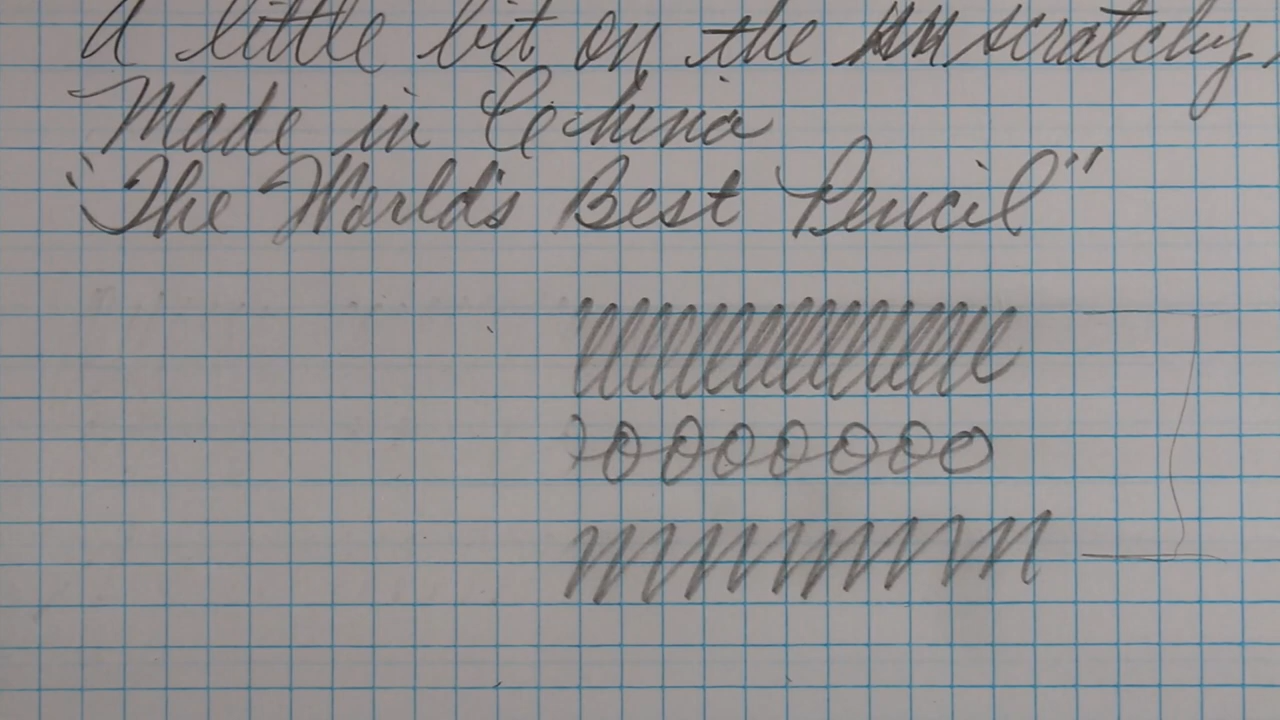 a little bit on the scratchy,
Made in China
"The World's Best Pencil"